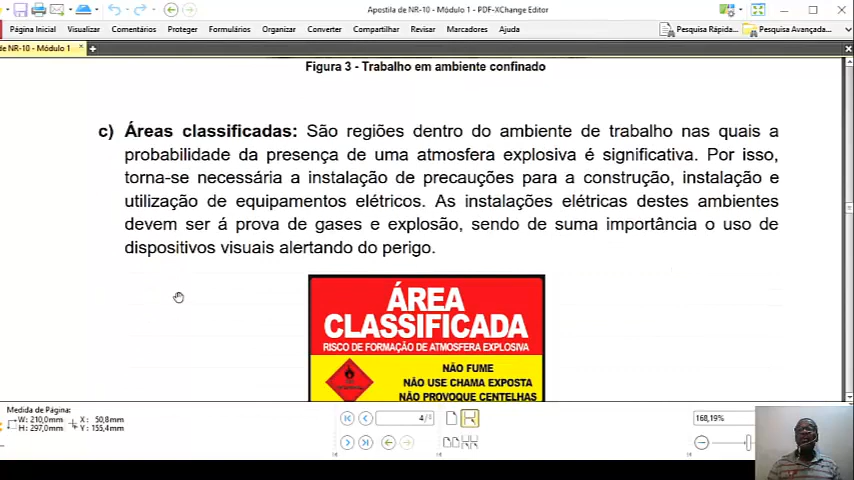 Apostila de NR-10 - Módulo 1 - PDF-XChange Editor
Página Inicial Visualizar Comentários Proteger Formulários Organizar Converter Compartilhar Revisar Marcadores Ajuda Pesquisa Rápida... Pesquisa Avançada...
de NR-10 - Módulo 1
Figura 3 - Trabalho em ambiente confinado
c) Áreas classificadas: São regiões dentro do ambiente de trabalho nas quais a
probabilidade da presença de uma atmosfera explosiva é significativa. Por isso,
torna-se necessária a instalação de precauções para a construção, instalação e
utilização de equipamentos elétricos. As instalações elétricas destes ambientes
devem ser á prova de gases e explosão, sendo de suma importância o uso de
dispositivos visuais alertando do perigo.
ÁREA
CLASSIFICADA
RISCO DE FORMAÇÃO DE ATMOSFERA EXPLOSIVA
NÃO FUME
NÃO USE CHAMA EXPOSTA
NÃO PROVOQUE CENTELHAS
Medida de Página:
W: 210,0mm X: 50,8mm
H: 297,0mm Y: 155,4mm
4/
168,19%